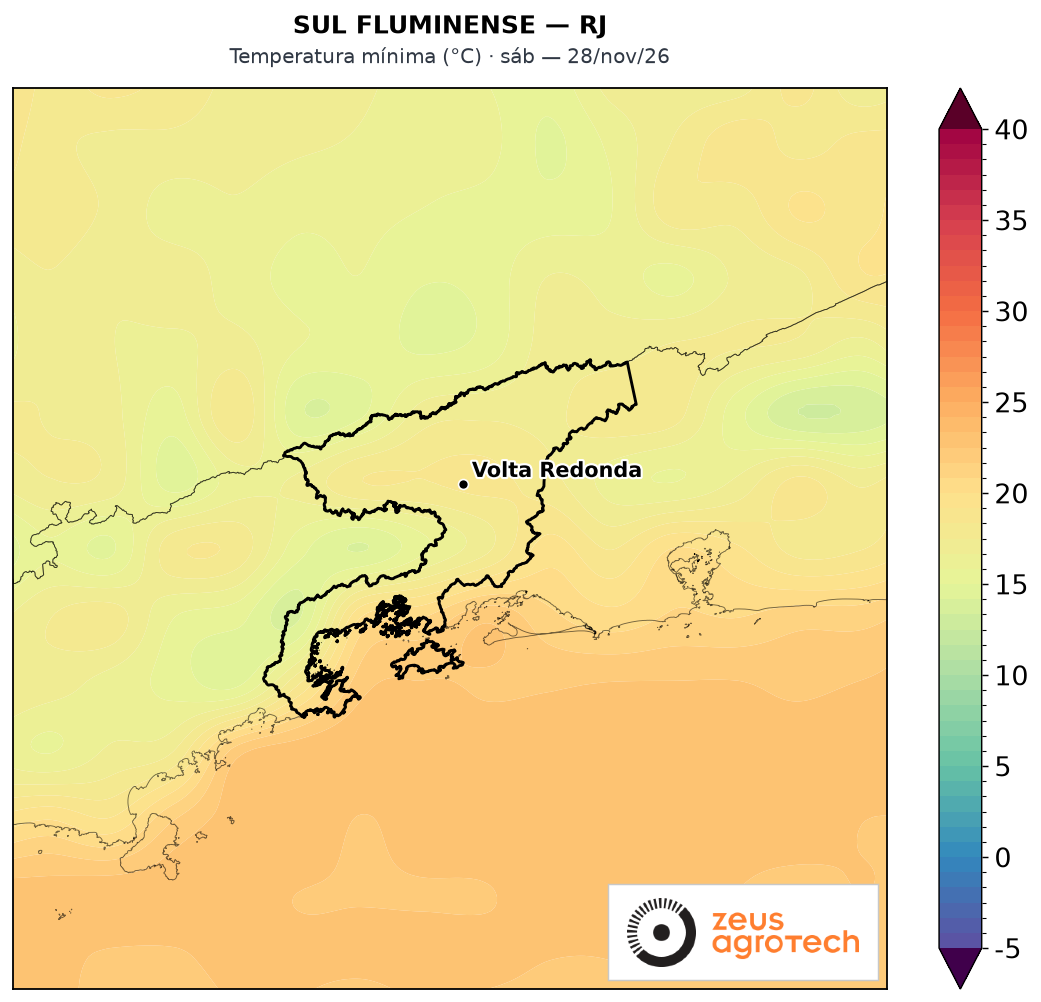 SUL FLUMINENSE — RJ
Temperatura mínima (°C) · sáb — 28/nov/26
40
35
30
25
20
15
10
5
0
-5
Volta Redonda
zeus
agrotech